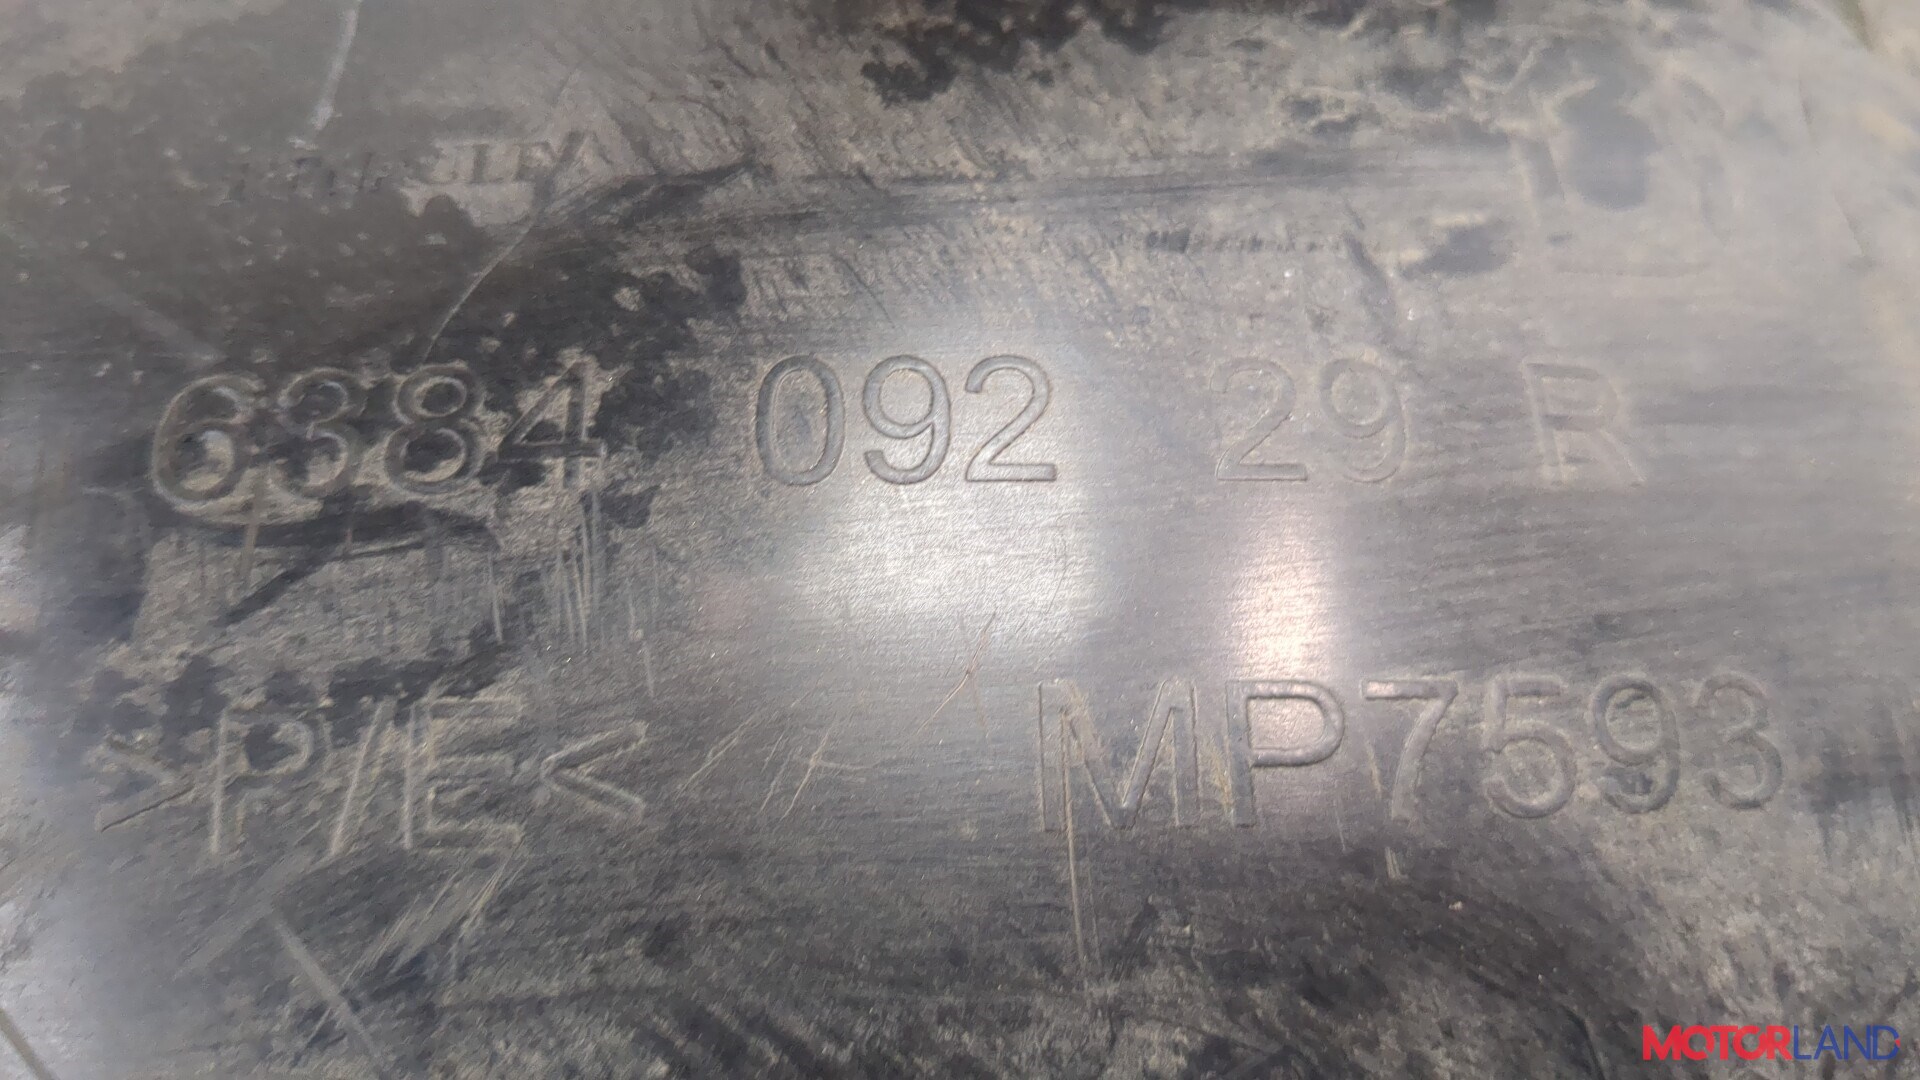 6384 092 29 R
>P/E< MP7593
MOTORLAND